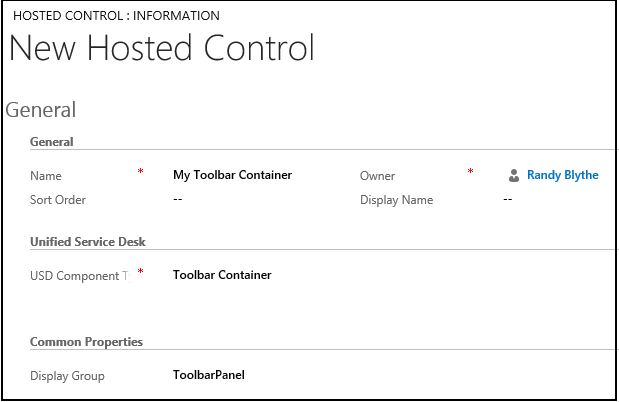 HOSTED CONTROL : INFORMATION
New Hosted Control
General
General
Name * My Toolbar Container Owner * Randy Blythe
Sort Order -- Display Name --
Unified Service Desk
USD Component T * Toolbar Container
Common Properties
Display Group ToolbarPanel